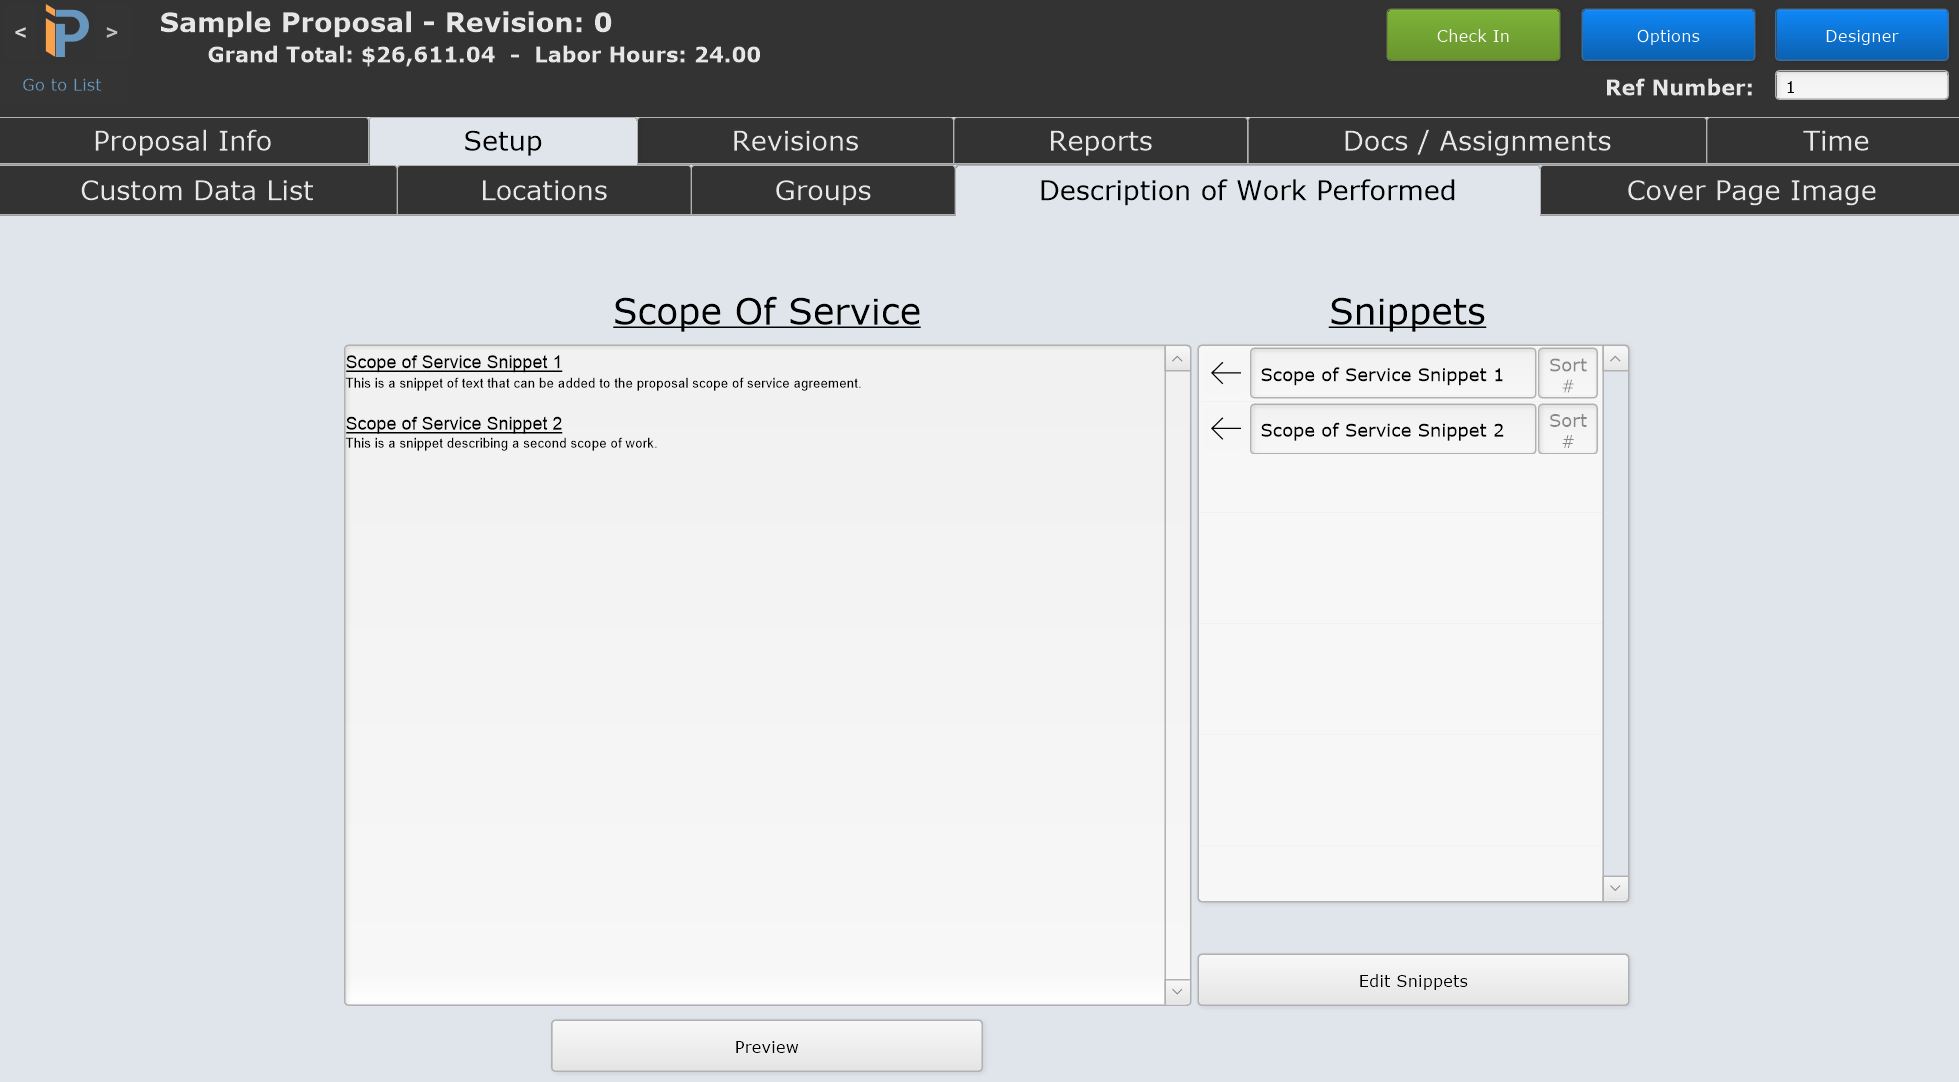 < iP >
Go to List
Sample Proposal - Revision: 0
Grand Total: $26,611.04 - Labor Hours: 24.00
Check In
Options
Designer
Ref Number: 1
Proposal Info
Setup
Revisions
Reports
Docs / Assignments
Time
Custom Data List
Locations
Groups
Description of Work Performed
Cover Page Image
Scope Of Service
Scope of Service Snippet 1
This is a snippet of text that can be added to the proposal scope of service agreement.
Scope of Service Snippet 2
This is a snippet describing a second scope of work.
Preview
Snippets
Scope of Service Snippet 1
Sort
#
Scope of Service Snippet 2
Sort
#
Edit Snippets